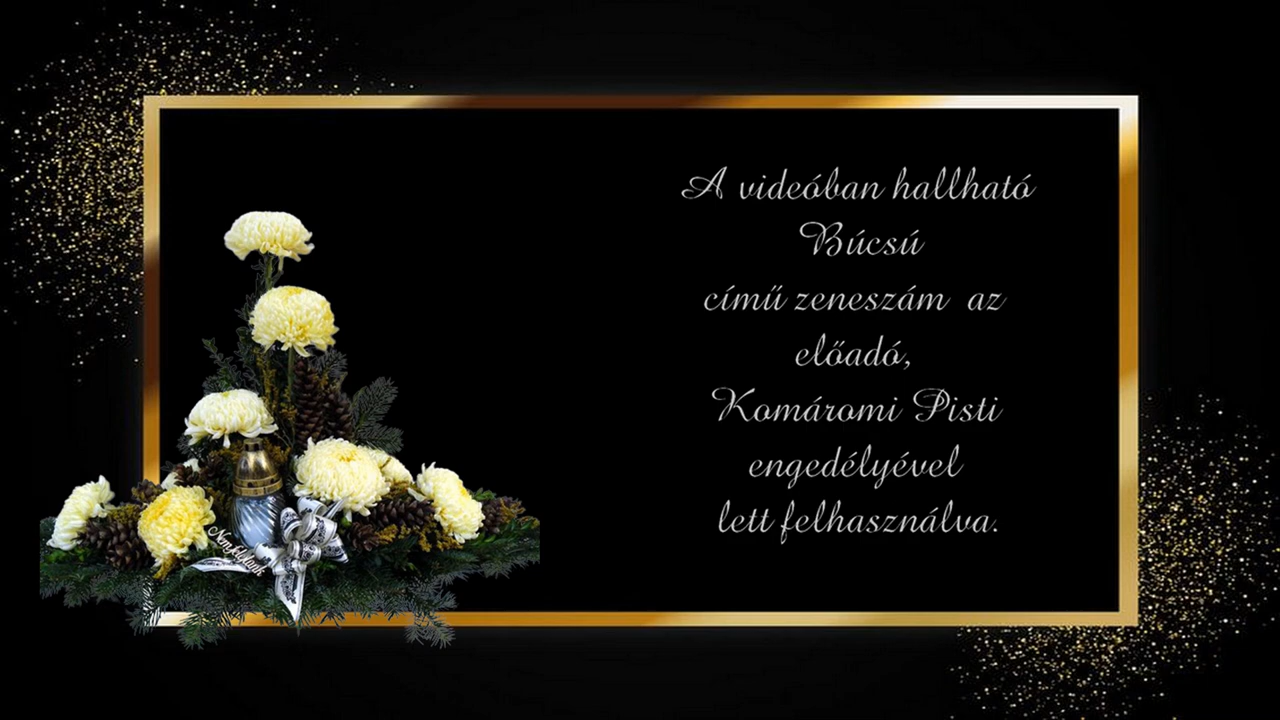 A videóban hallható
Búcsú
című zeneszám az
előadó,
Komáromi Pisti
engedélyével
lett felhasználva.